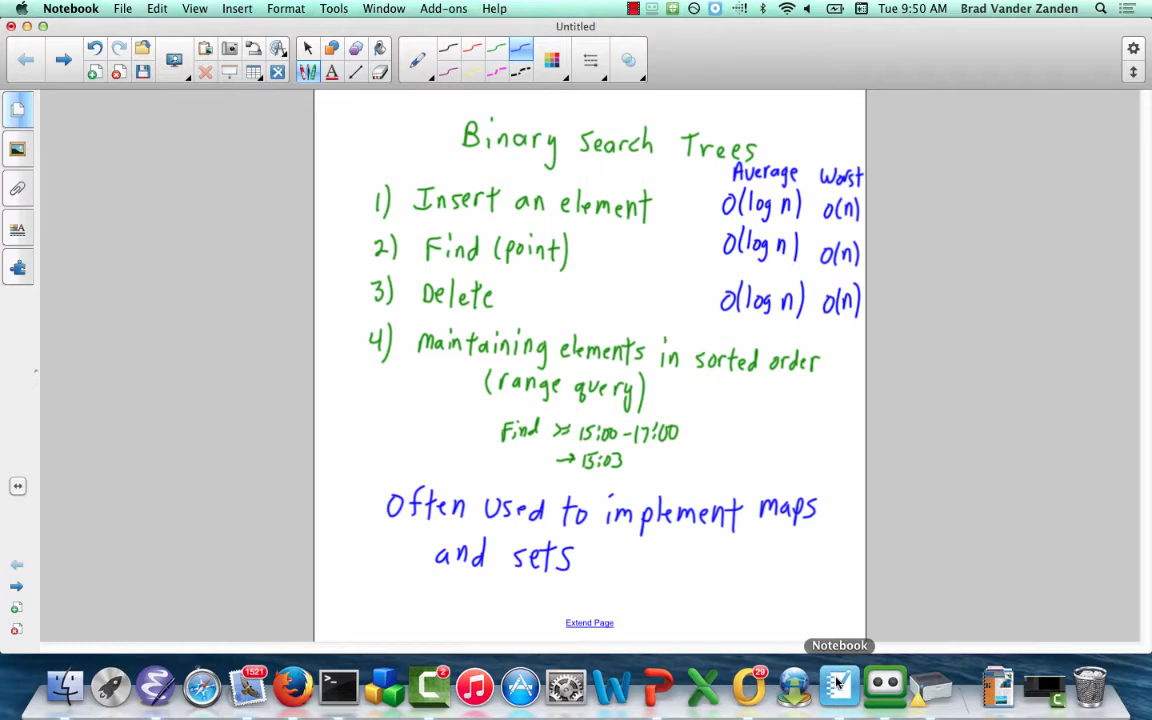 Notebook File Edit View Insert Format Tools Window Add-ons Help Tue 9:50 AM Brad Vander Zanden
Untitled
Binary Search Trees
Average Worst
1) Insert an element O(log n) O(n)
2) Find (point) O(log n) O(n)
3) Delete O(log n) O(n)
4) Maintaining elements in sorted order
(range query)
Find >= 15:00 - 17:00
→ 15:03
Often used to implement maps
and sets
Extend Page
Notebook
1521
2
29